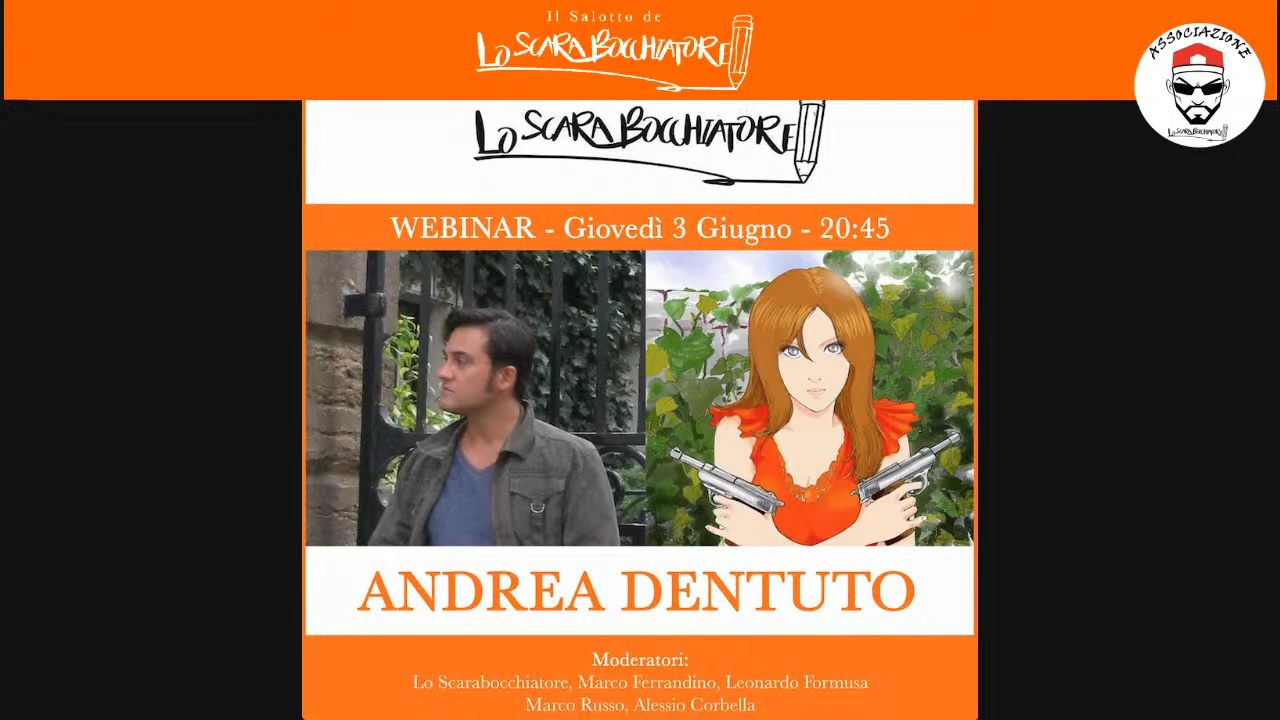 Il Salotto de
Lo SCARABOCCHIATORE
ASSOCIAZIONE
Lo SCARABOCCHIATORE
Lo SCARABOCCHIATORE
WEBINAR - Giovedì 3 Giugno - 20:45
ANDREA DENTUTO
Moderatori:
Lo Scarabocchiatore, Marco Ferrandino, Leonardo Formusa
Marco Russo, Alessio Corbella